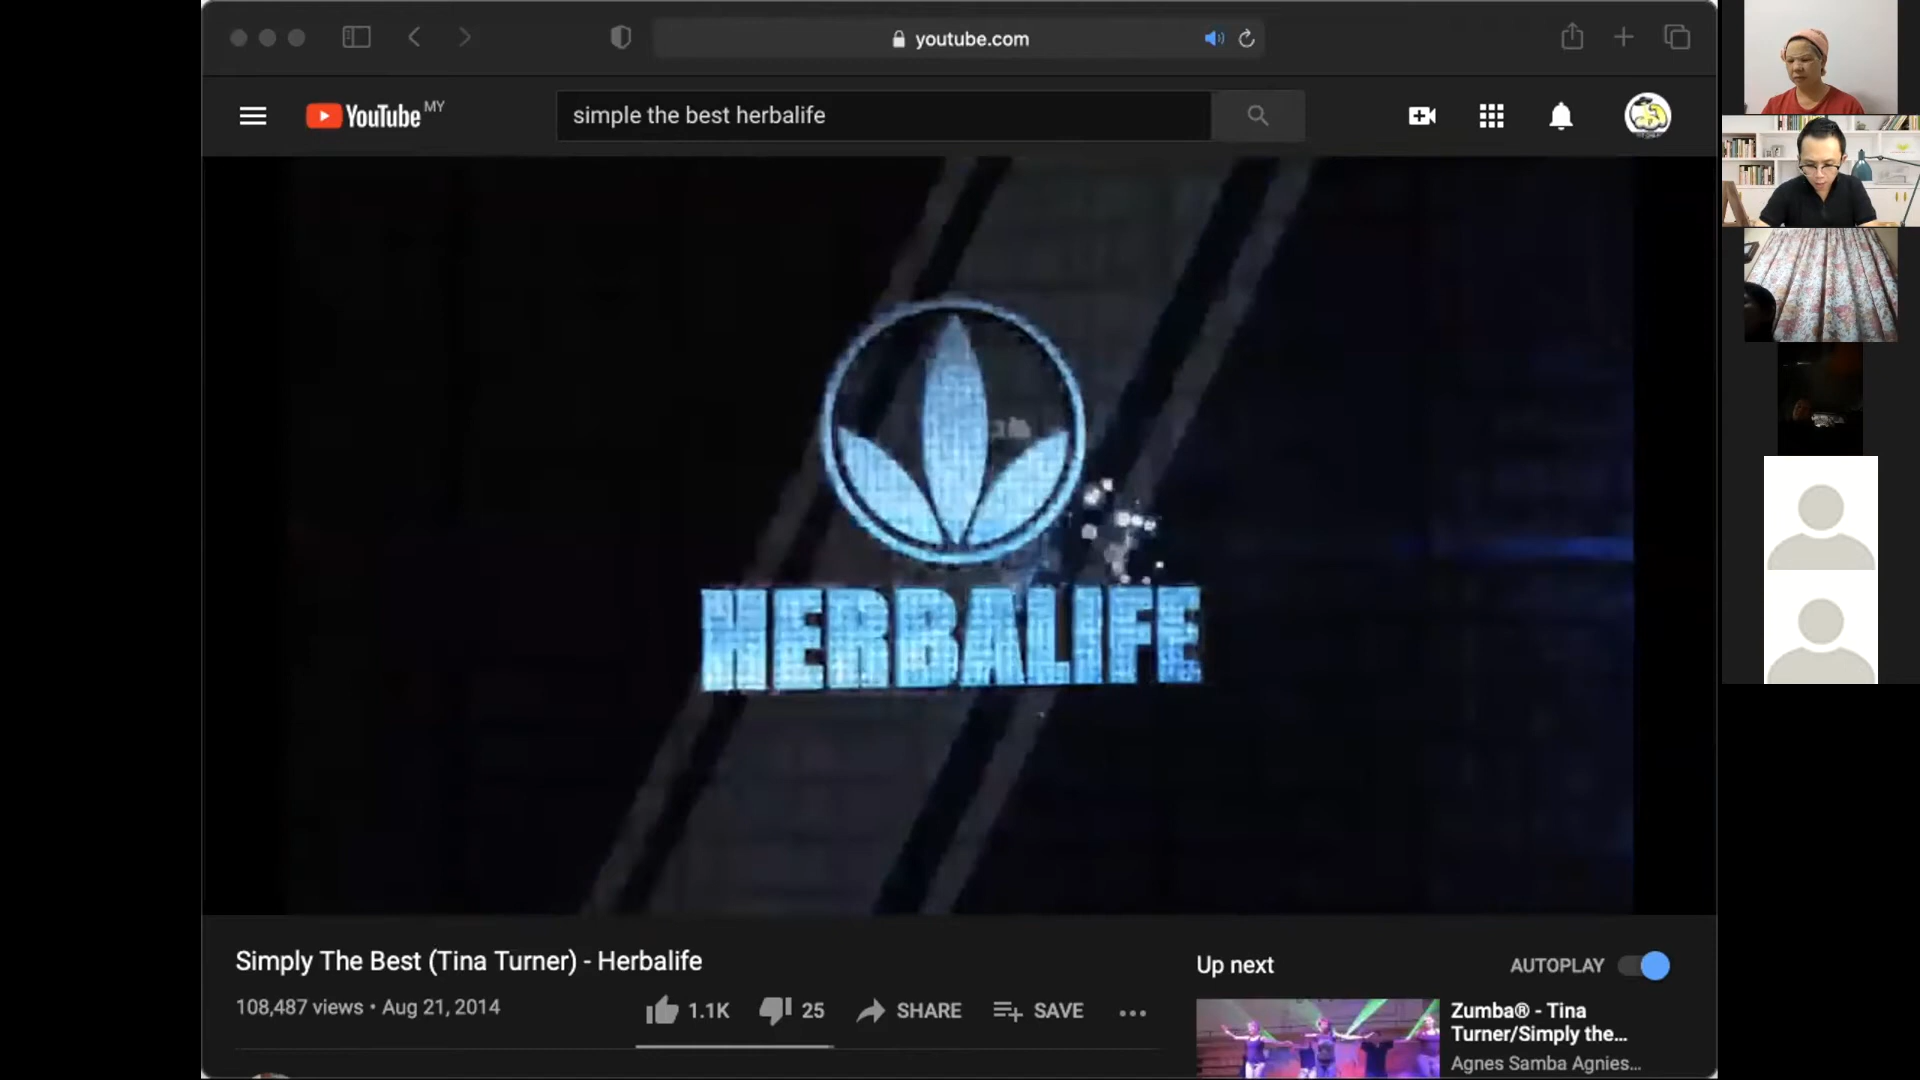 youtube.com
YouTube MY
simple the best herbalife
HERBALIFE
Simply The Best (Tina Turner) - Herbalife
108,487 views • Aug 21, 2014
1.1K
25
SHARE
SAVE
Up next
AUTOPLAY
Zumba® - Tina
Turner/Simply the...
Agnes Samba Agnies...